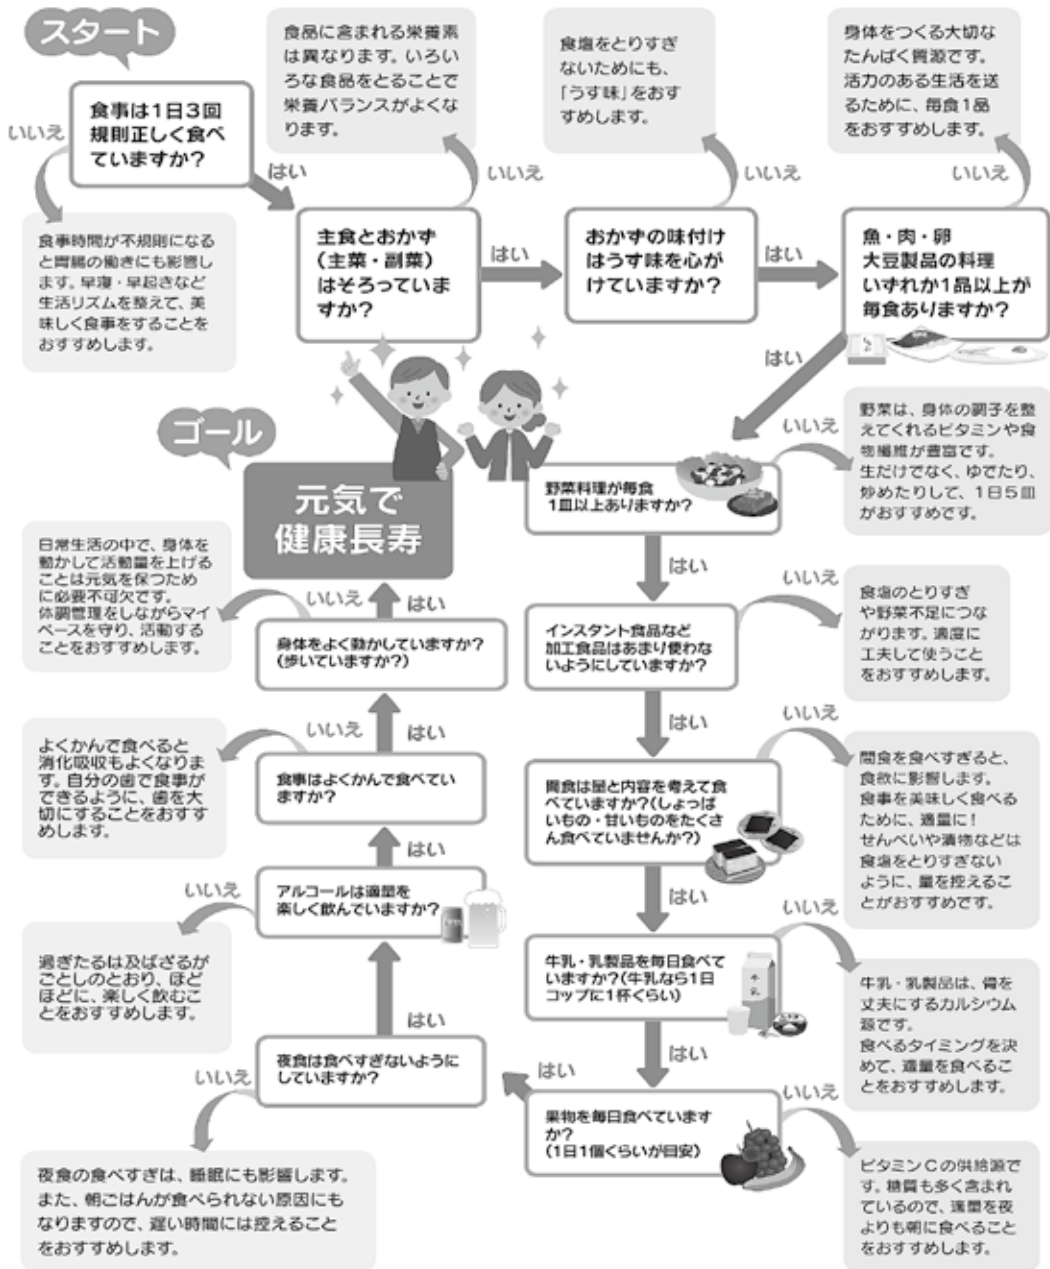 スタート
食事は1日3回
規則正しく食べ
ていますか?
いいえ
食事時間が不規則になる
と胃腸の働きにも影響し
ます。早寝・早起きなど
生活リズムを整えて、美
味しく食事をすることを
おすすめします。
はい
主食とおかず
(主菜・副菜)
はそろっていま
すか?
いいえ
食品に含まれる栄養素
は異なります。いろい
ろな食品をとることで
栄養バランスがよくな
ります。
はい
おかずの味付け
はうす味を心が
けていますか?
いいえ
食塩をとりすぎ
ないためにも、
「うす味」をおす
すめします。
はい
魚・肉・卵
大豆製品の料理
いずれか1品以上が
毎食ありますか?
いいえ
身体をつくる大切な
たんぱく質源です。
活力のある生活を送
るために、毎食1品
をおすすめします。
はい
野菜料理が毎食
1皿以上ありますか?
いいえ
野菜は、身体の調子を整
えてくれるビタミンや食
物繊維が豊富です。
生だけでなく、ゆでたり、
炒めたりして、1日5皿
がおすすめです。
はい
インスタント食品など
加工食品はあまり使わな
いようにしていますか?
いいえ
食塩のとりすぎ
や野菜不足につな
がります。適度に
工夫して使うこと
をおすすめします。
はい
間食は量と内容を考えて食
べていますか?(しょっぱ
いもの・甘いものをたくさ
ん食べていませんか?)
いいえ
間食を食べすぎると、
食欲に影響します。
食事を美味しく食べる
ために、適量に!
せんべいや漬物などは
食塩をとりすぎない
ように、量を控えるこ
とがおすすめです。
はい
牛乳・乳製品を毎日食べて
いますか?(牛乳なら1日
コップに1杯くらい)
牛乳
いいえ
牛乳・乳製品は、骨を
丈夫にするカルシウム
源です。
食べるタイミングを決
めて、適量を食べるこ
とをおすすめします。
はい
果物を毎日食べています
か?
(1日1個くらいが目安)
いいえ
ビタミンCの供給源で
す。糖質も多く含まれ
ているので、適量を夜
よりも朝に食べること
をおすすめします。
はい
夜食は食べすぎないように
していますか?
いいえ
夜食の食べすぎは、睡眠にも影響します。
また、朝ごはんが食べられない原因にも
なりますので、遅い時間には控えること
をおすすめします。
はい
アルコールは適量を
楽しく飲んでいますか?
いいえ
過ぎたるは及ばざるが
ごとしのとおり、ほど
ほどに、楽しく飲むこ
とをおすすめします。
はい
食事はよくかんで食べてい
ますか?
いいえ
よくかんで食べると
消化吸収もよくなりま
す。自分の歯で食事が
できるように、歯を大
切にすることをおすす
めします。
はい
身体をよく動かしていますか?
(歩いていますか?)
いいえ
日常生活の中で、身体を
動かして活動量を上げる
ことは元気を保つため
に必要不可欠です。
体調管理をしながらマイ
ペースを守り、活動する
ことをおすすめします。
はい
ゴール
元気で
健康長寿